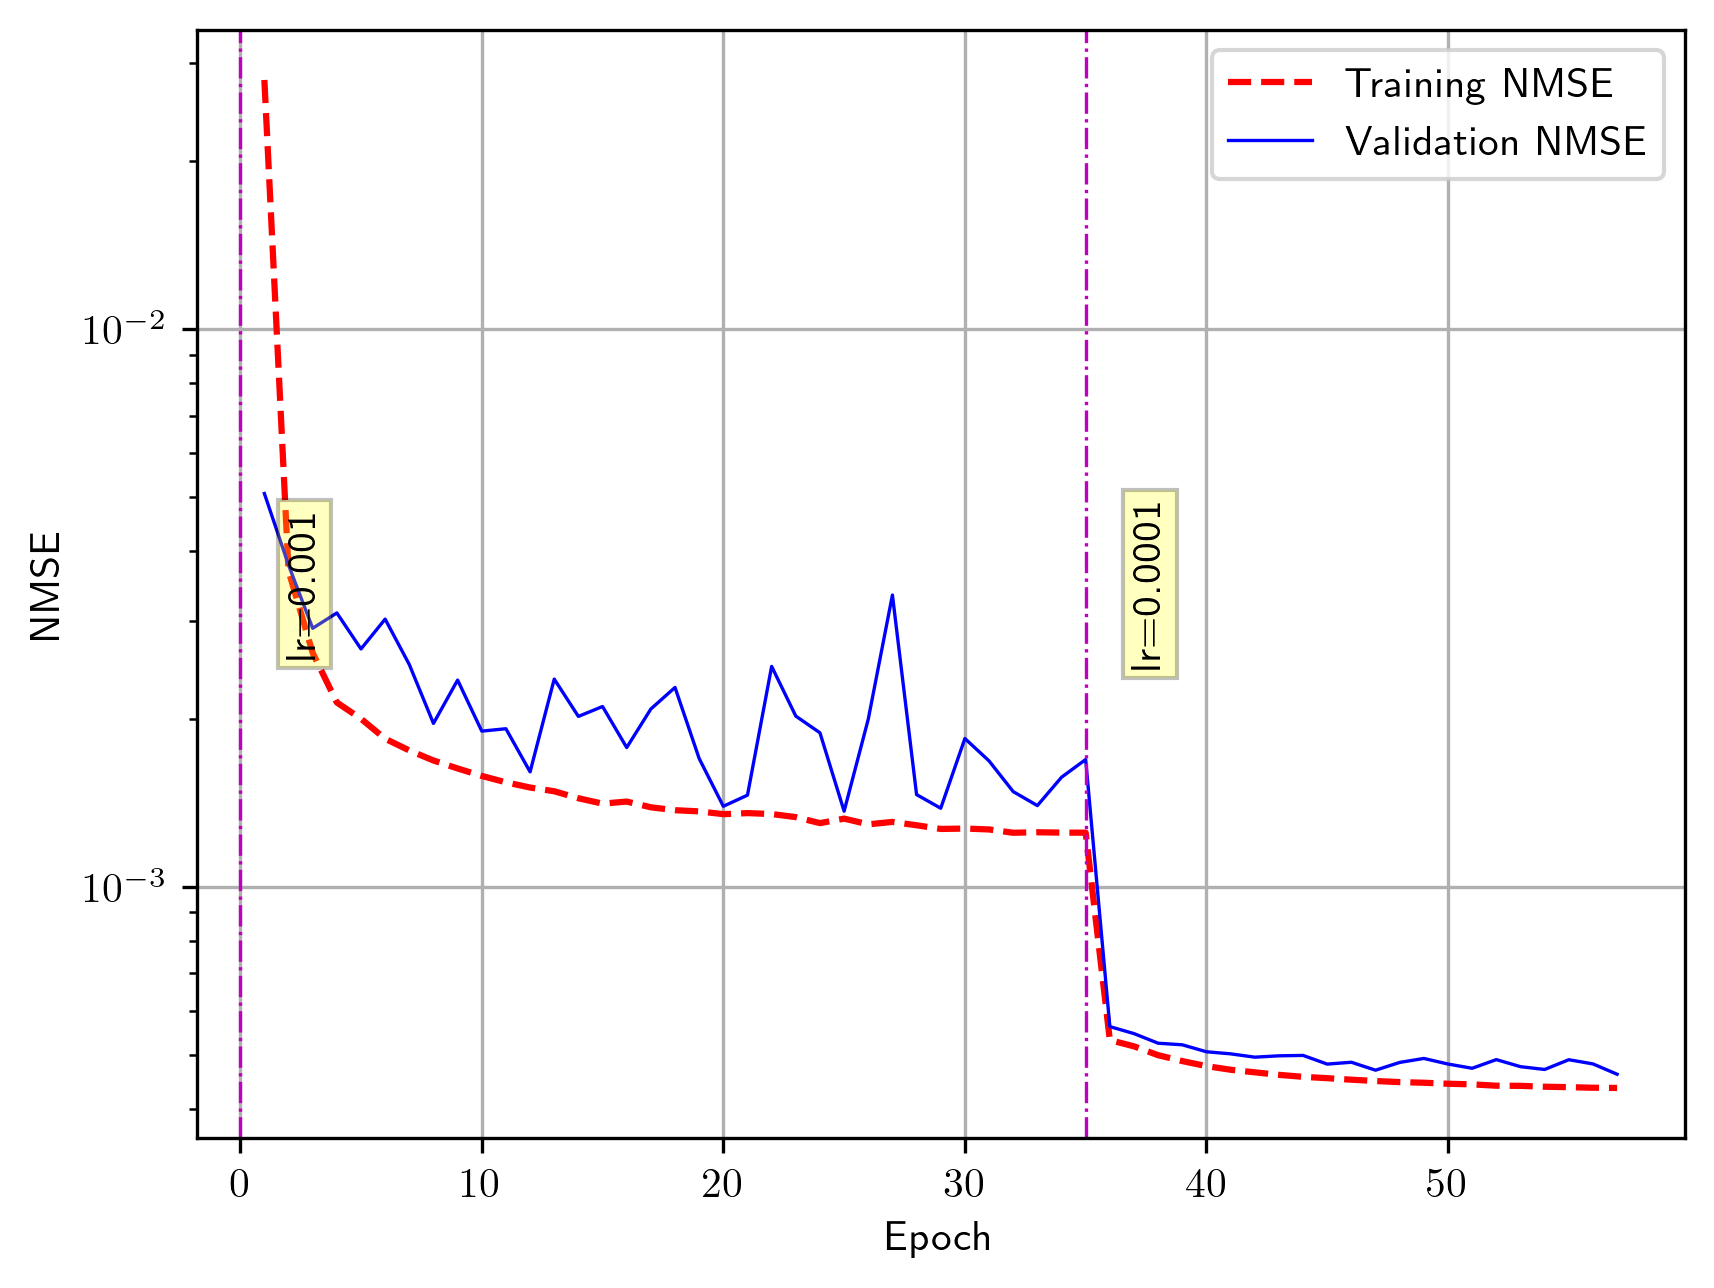 Training NMSE
Validation NMSE
10⁻²
10⁻³
NMSE
lr=0.001
lr=0.0001
0 10 20 30 40 50
Epoch